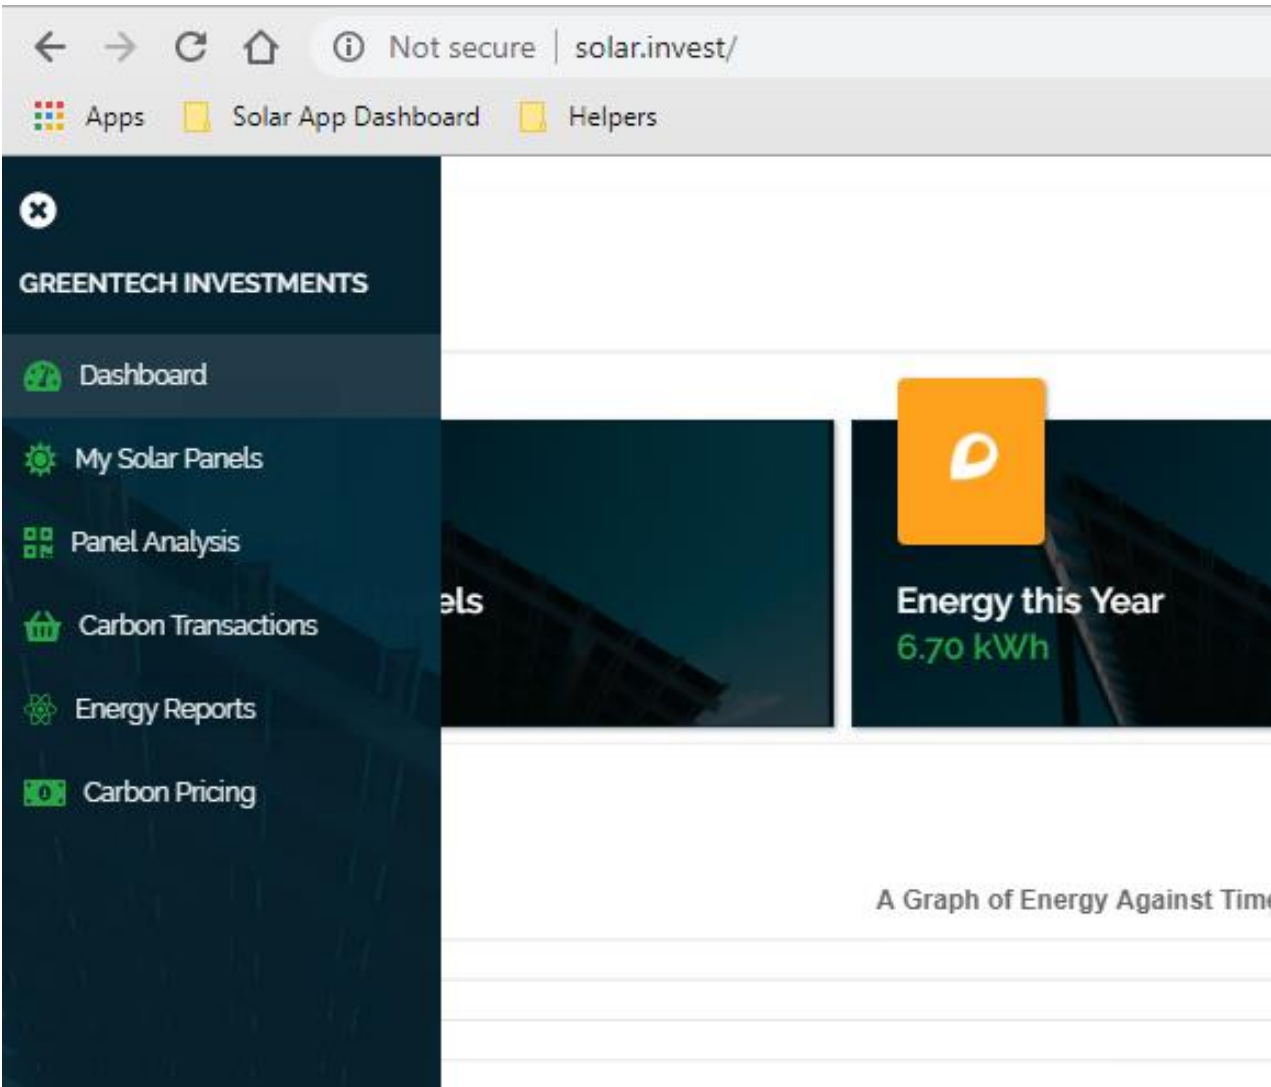 Not secure | solar.invest/
Apps Solar App Dashboard Helpers
GREENTECH INVESTMENTS
Dashboard
My Solar Panels
Panel Analysis
Carbon Transactions
Energy Reports
Carbon Pricing
els
Energy this Year
6.70 kWh
A Graph of Energy Against Time